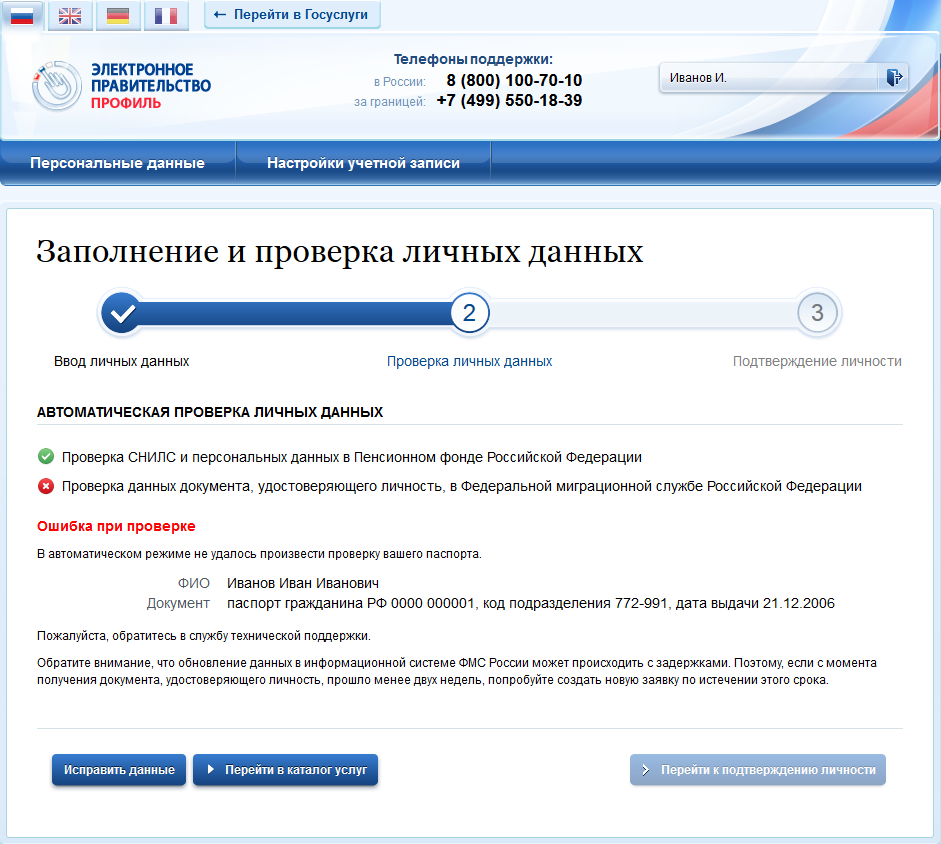 ← Перейти в Госуслуги
ЭЛЕКТРОННОЕ
ПРАВИТЕЛЬСТВО
ПРОФИЛЬ
Телефоны поддержки:
в России: 8 (800) 100-70-10
за границей: +7 (499) 550-18-39
Иванов И.
Персональные данные
Настройки учетной записи
Заполнение и проверка личных данных
2
3
Ввод личных данных
Проверка личных данных
Подтверждение личности
АВТОМАТИЧЕСКАЯ ПРОВЕРКА ЛИЧНЫХ ДАННЫХ
Проверка СНИЛС и персональных данных в Пенсионном фонде Российской Федерации
Проверка данных документа, удостоверяющего личность, в Федеральной миграционной службе Российской Федерации
Ошибка при проверке
В автоматическом режиме не удалось произвести проверку вашего паспорта.
ФИО Иванов Иван Иванович
Документ паспорт гражданина РФ 0000 000001, код подразделения 772-991, дата выдачи 21.12.2006
Пожалуйста, обратитесь в службу технической поддержки.
Обратите внимание, что обновление данных в информационной системе ФМС России может происходить с задержками. Поэтому, если с момента
получения документа, удостоверяющего личность, прошло менее двух недель, попробуйте создать новую заявку по истечении этого срока.
Исправить данные
Перейти в каталог услуг
Перейти к подтверждению личности